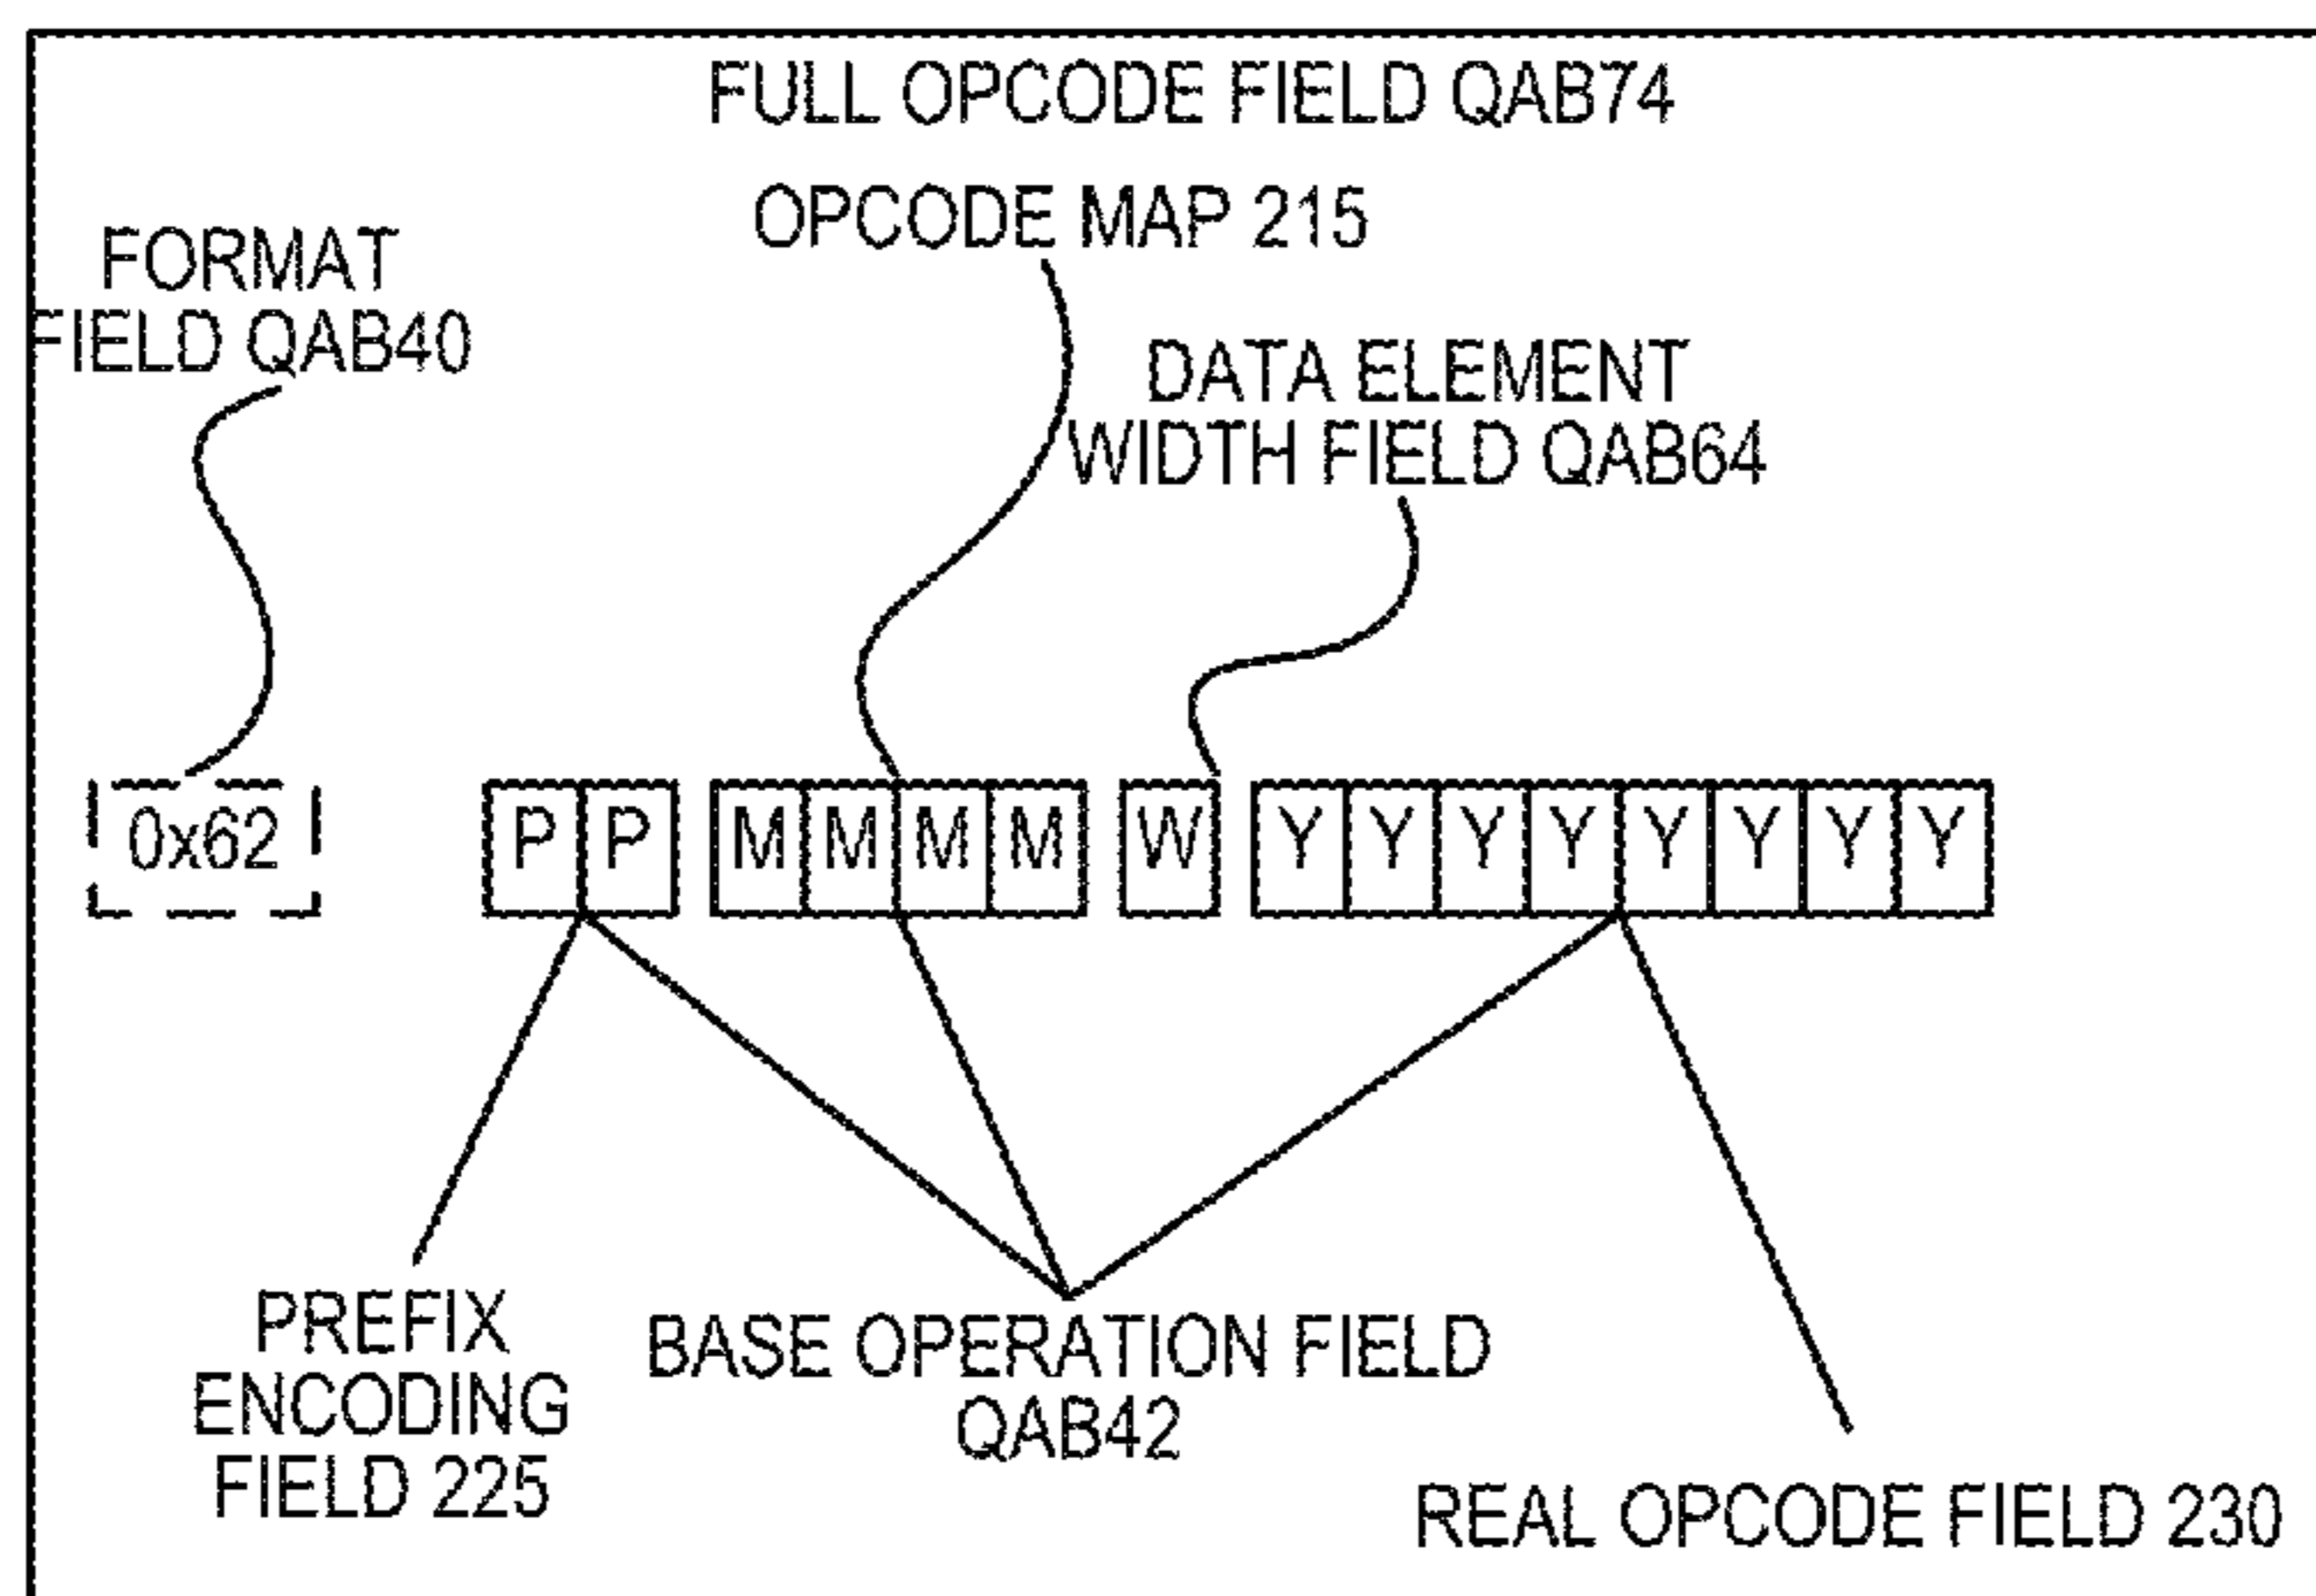 FULL OPCODE FIELD QAB74
OPCODE MAP 215
FORMAT
FIELD QAB40
DATA ELEMENT
WIDTH FIELD QAB64
0x62 P P M M M M W Y Y Y Y Y Y Y Y
PREFIX
ENCODING
FIELD 225
BASE OPERATION FIELD
QAB42
REAL OPCODE FIELD 230